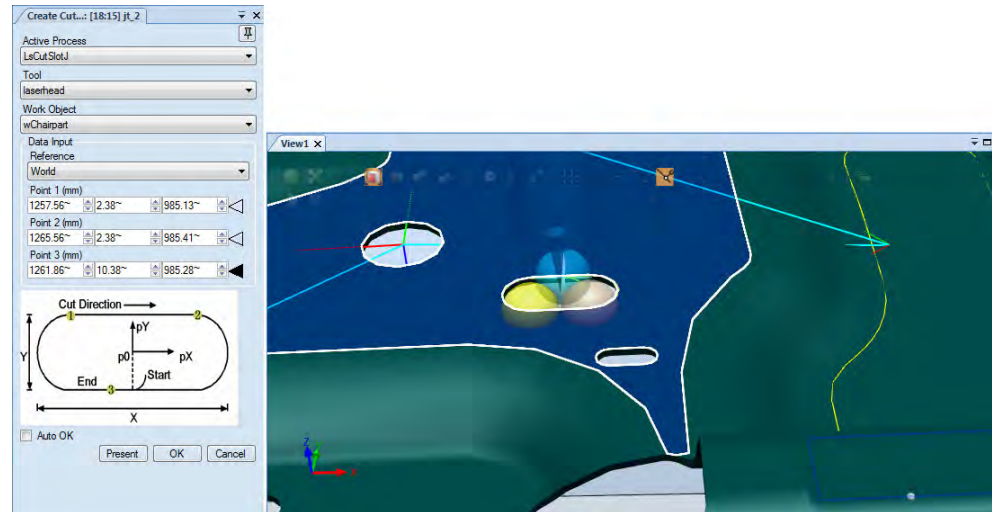 Create Cut...: [18:15] jt_2
Active Process
LsCutSlotJ
Tool
laserhead
Work Object
wChairpart
Data Input
Reference
World
Point 1 (mm)
1257.56~ 2.38~ 985.13~
Point 2 (mm)
1265.56~ 2.38~ 985.41~
Point 3 (mm)
1261.86~ 10.38~ 985.28~
Cut Direction
1 2
pY
Y p0 pX
End Start
3
X
Auto OK
Present OK Cancel
View1
Z